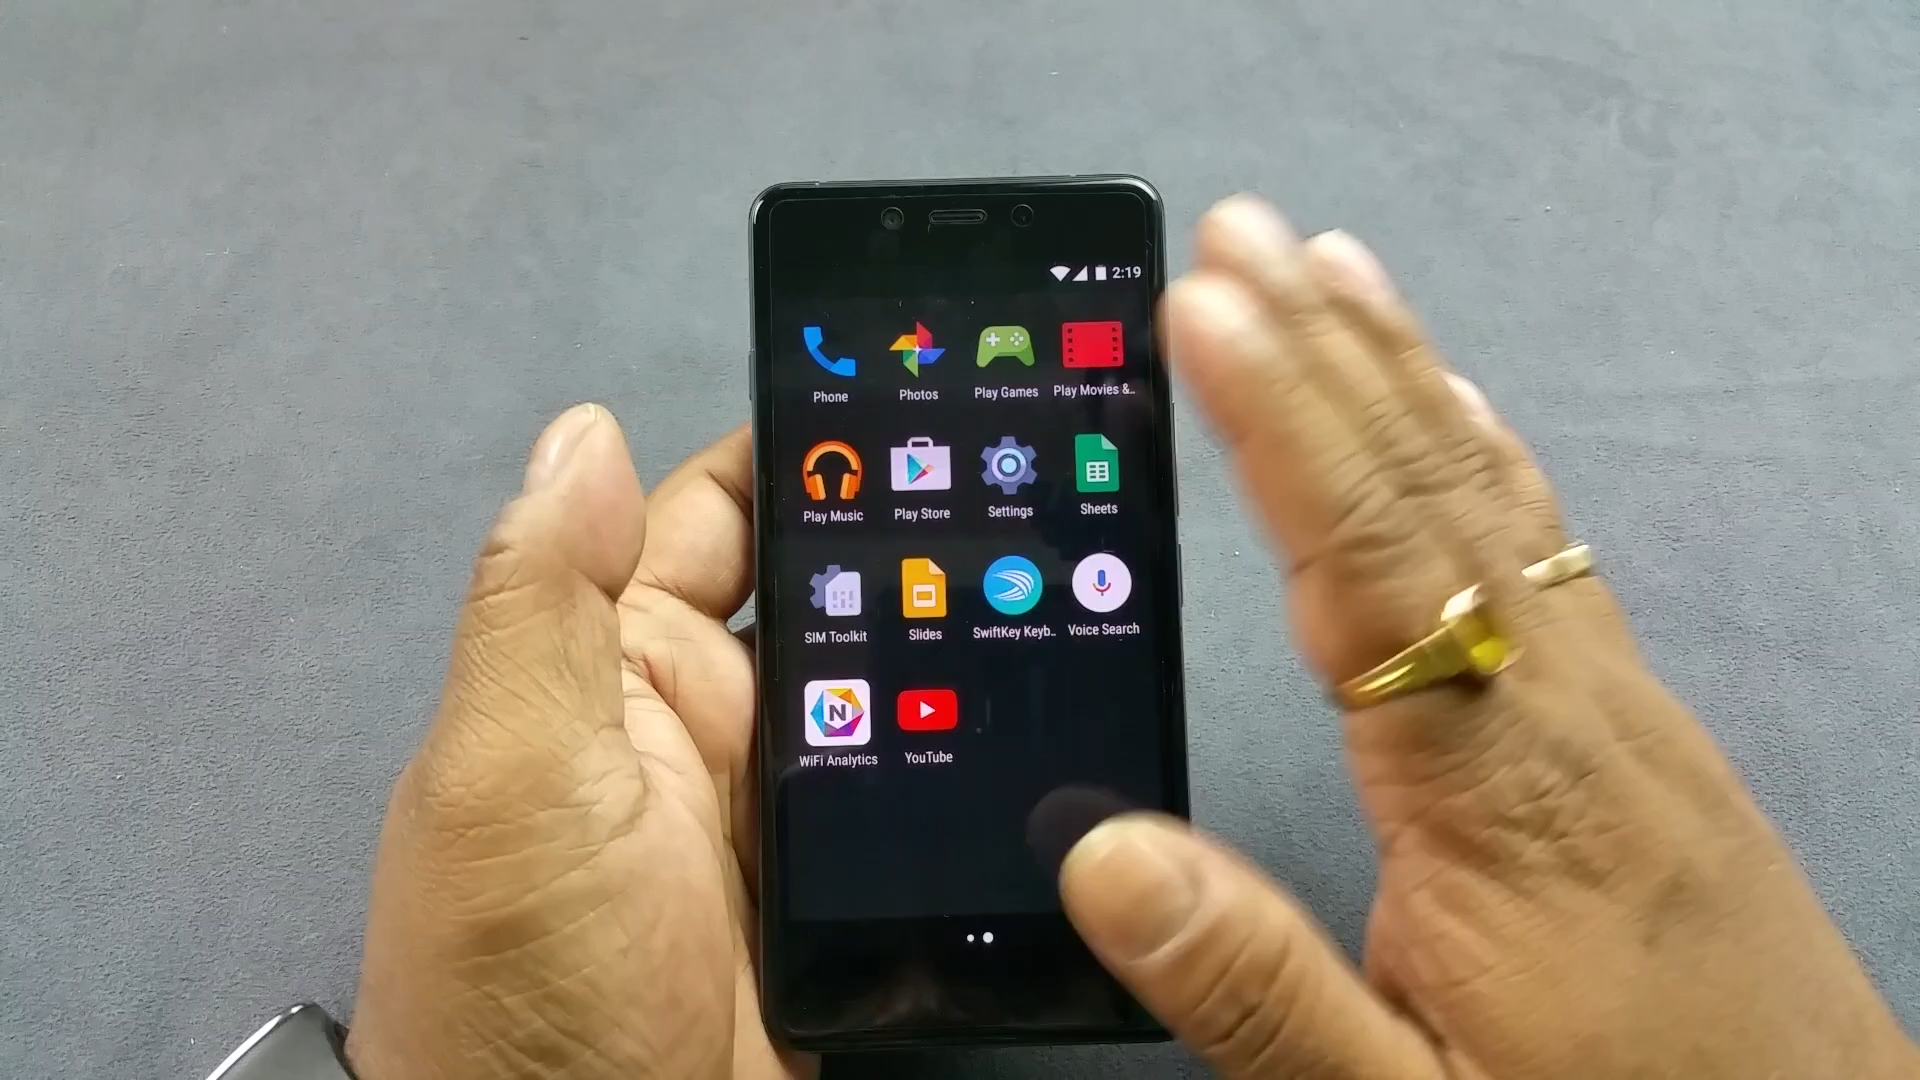 2:19
Phone Photos Play Games Play Movies &..
Play Music Play Store Settings Sheets
SIM Toolkit Slides SwiftKey Keyb.. Voice Search
N
WiFi Analytics YouTube